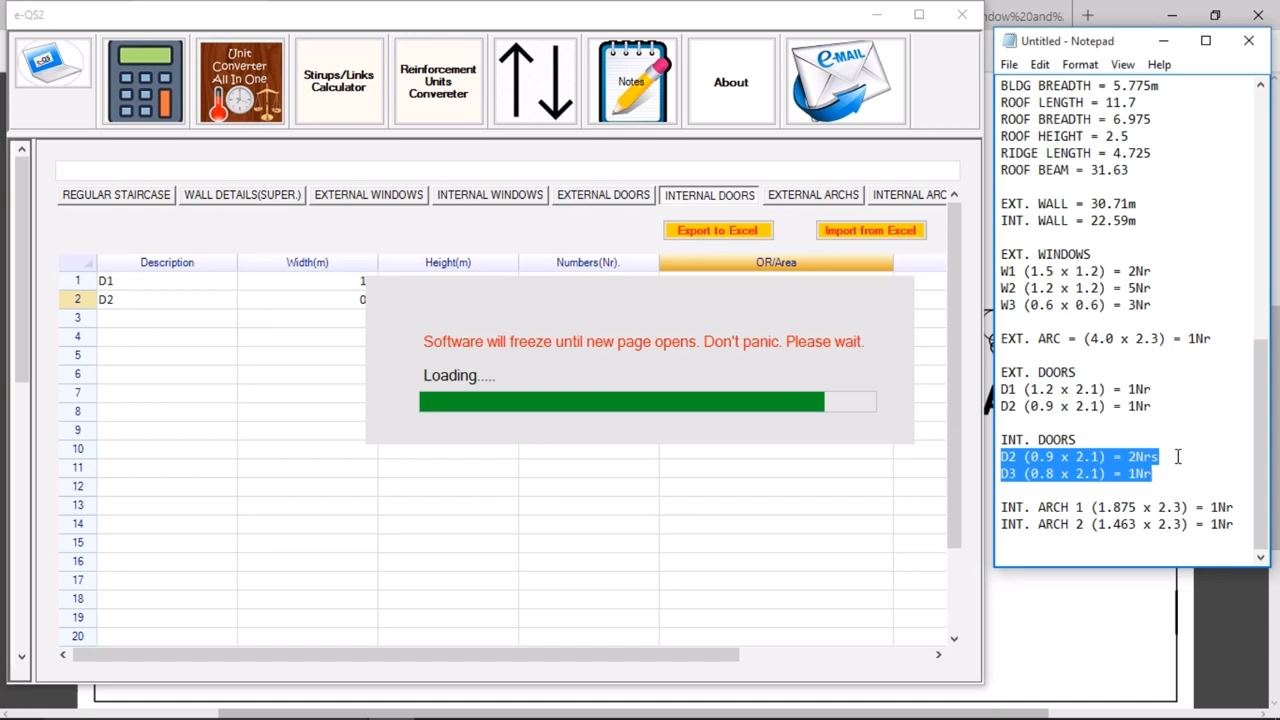 e-QS2
ndow%20and%.
e-QS
Unit
Converter
All In One
Stirups/Links
Calculator
Reinforcement
Units
Convereter
Notes
About
e-MAIL
REGULAR STAIRCASE
WALL DETAILS(SUPER.)
EXTERNAL WINDOWS
INTERNAL WINDOWS
EXTERNAL DOORS
INTERNAL DOORS
EXTERNAL ARCHS
INTERNAL ARC
Export to Excel
Import from Excel
Description
Width(m)
Height(m)
Numbers(Nr).
OR/Area
1 D1 1
2 D2 0
3
4
5
6
7
8
9
10
11
12
13
14
15
16
17
18
19
20
Software will freeze until new page opens. Don't panic. Please wait.
Loading.....
Untitled - Notepad
File Edit Format View Help
BLDG BREADTH = 5.775m
ROOF LENGTH = 11.7
ROOF BREADTH = 6.975
ROOF HEIGHT = 2.5
RIDGE LENGTH = 4.725
ROOF BEAM = 31.63
EXT. WALL = 30.71m
INT. WALL = 22.59m
EXT. WINDOWS
W1 (1.5 x 1.2) = 2Nr
W2 (1.2 x 1.2) = 5Nr
W3 (0.6 x 0.6) = 3Nr
EXT. ARC = (4.0 x 2.3) = 1Nr
EXT. DOORS
D1 (1.2 x 2.1) = 1Nr
D2 (0.9 x 2.1) = 1Nr
INT. DOORS
D2 (0.9 x 2.1) = 2Nrs
D3 (0.8 x 2.1) = 1Nr
INT. ARCH 1 (1.875 x 2.3) = 1Nr
INT. ARCH 2 (1.463 x 2.3) = 1Nr